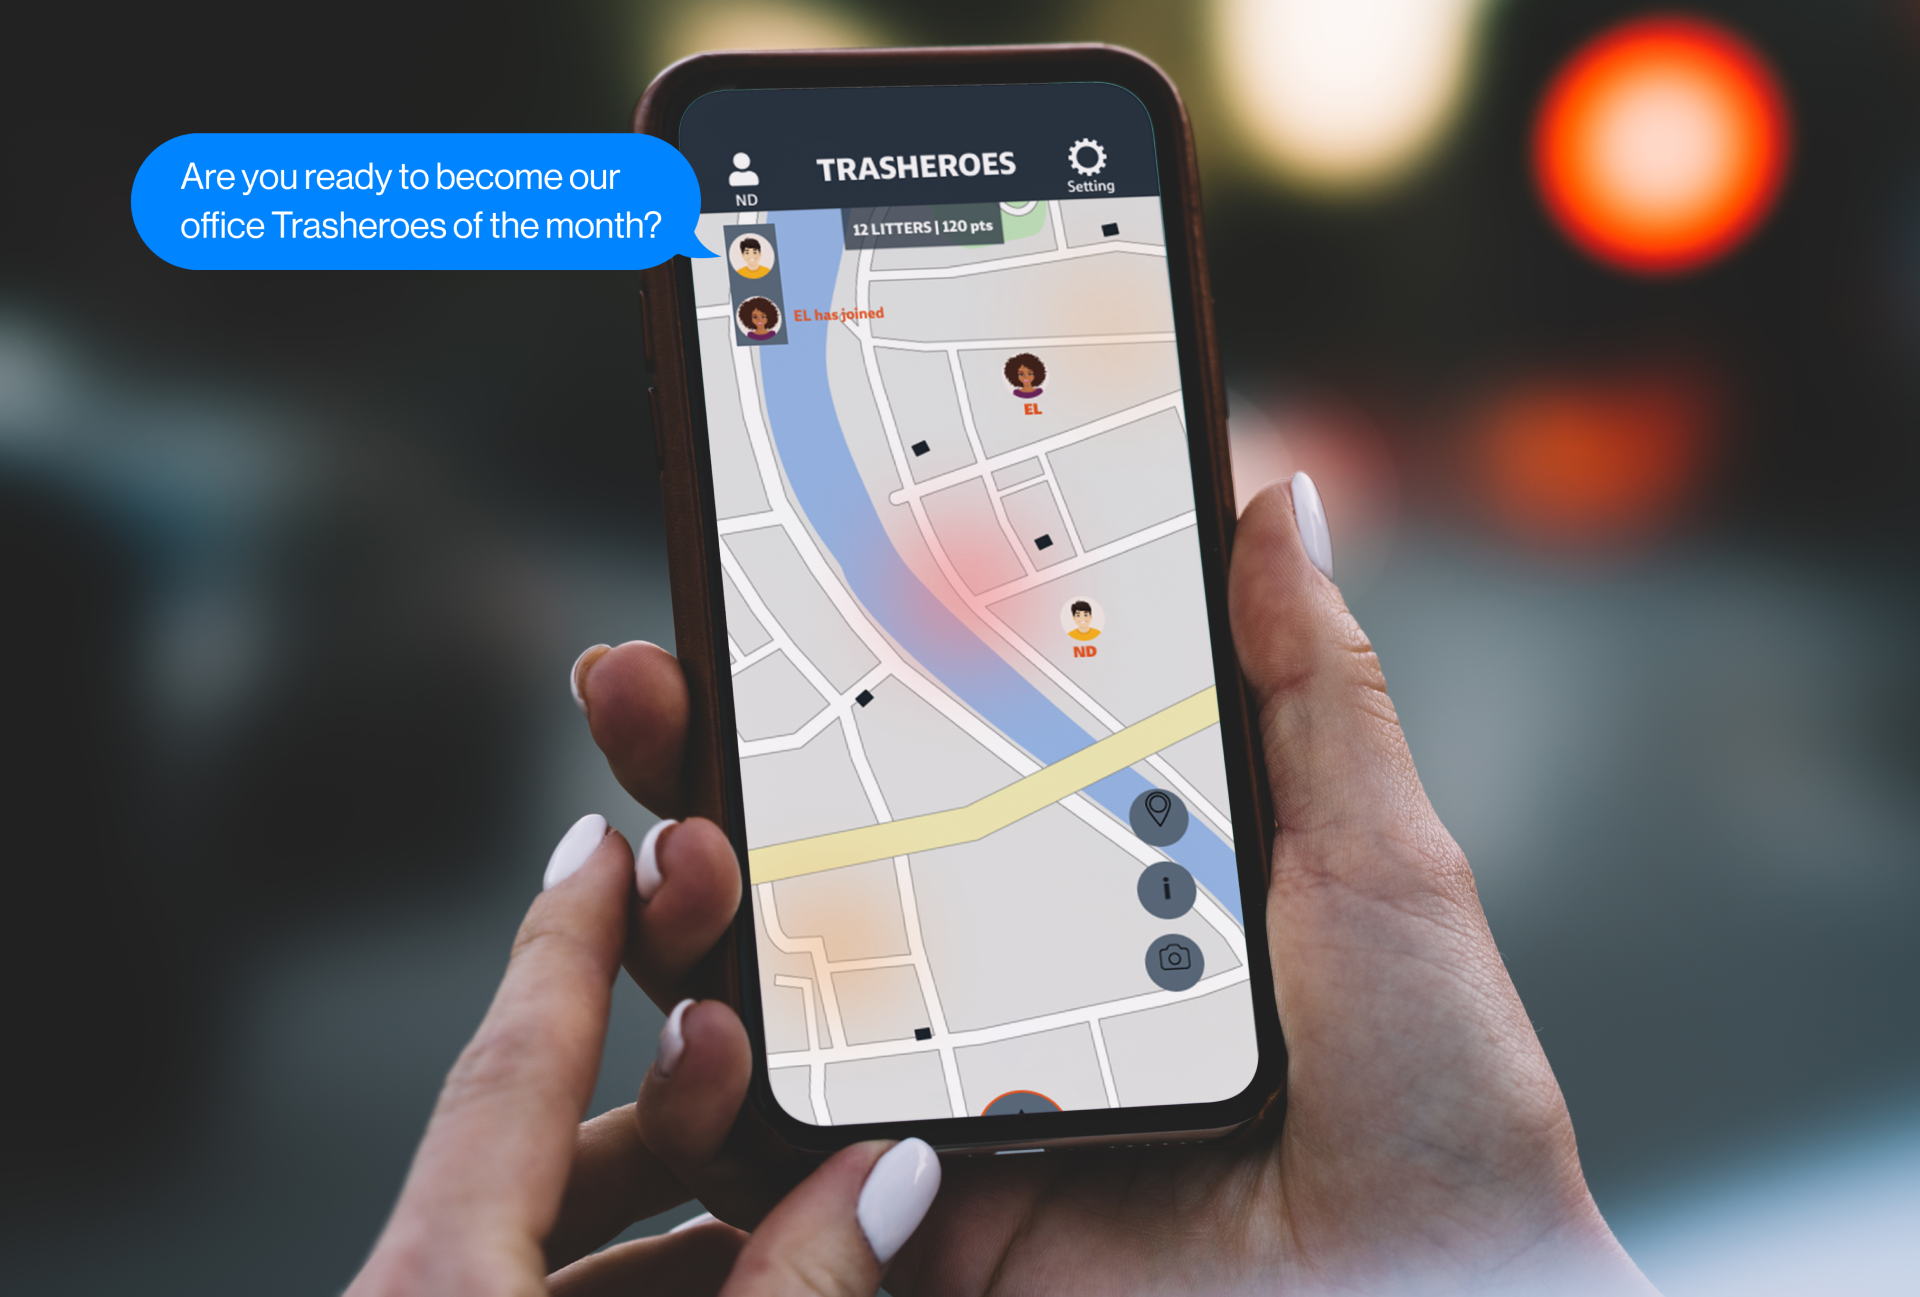 Are you ready to become our
office Trasheroes of the month?
ND
TRASHEROES
Setting
12 LITTERS | 120 pts
EL has joined
EL
ND
i